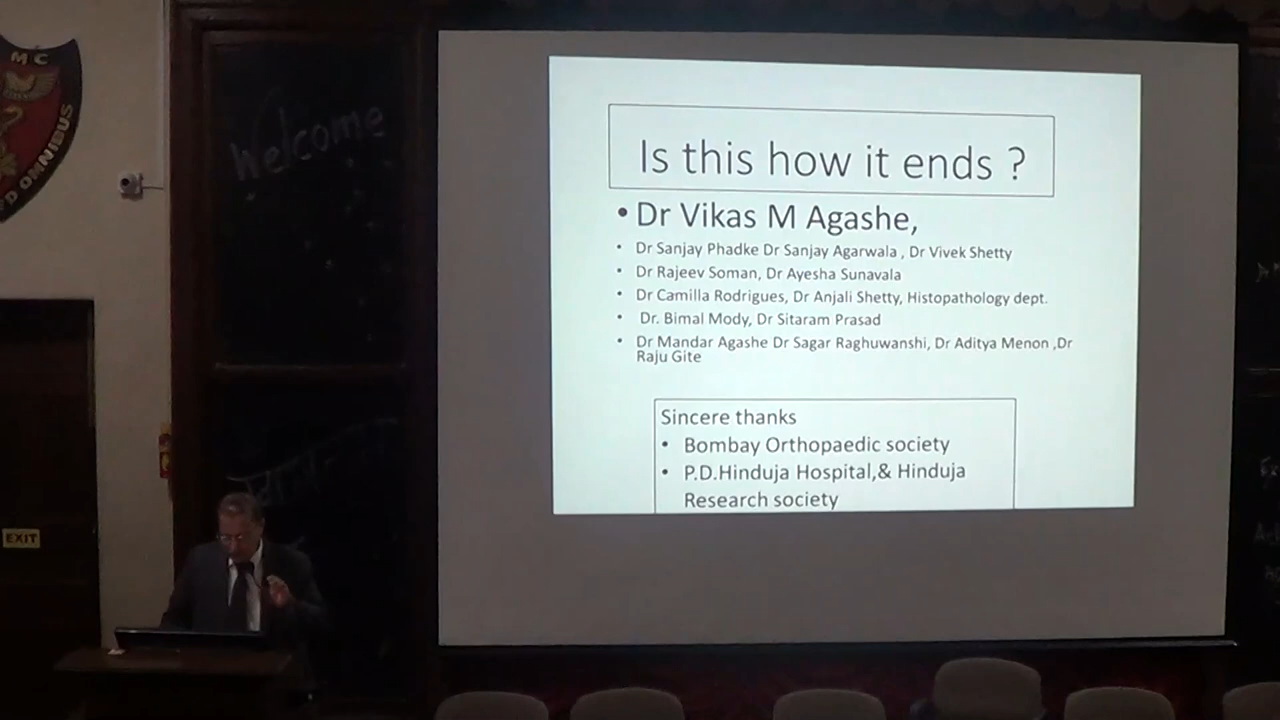 M C
D OMNIBUS
Welcome
EXIT
Is this how it ends ?
• Dr Vikas M Agashe,
• Dr Sanjay Phadke Dr Sanjay Agarwala , Dr Vivek Shetty
• Dr Rajeev Soman, Dr Ayesha Sunavala
• Dr Camilla Rodrigues, Dr Anjali Shetty, Histopathology dept.
• Dr. Bimal Mody, Dr Sitaram Prasad
• Dr Mandar Agashe Dr Sagar Raghuwanshi, Dr Aditya Menon ,Dr
Raju Gite
Sincere thanks
• Bombay Orthopaedic society
• P.D.Hinduja Hospital,& Hinduja
Research society